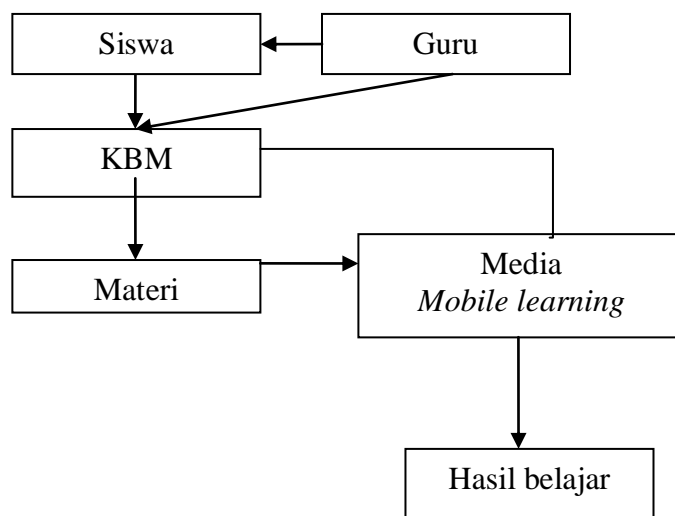 Siswa
Guru
KBM
Materi
Media
Mobile learning
Hasil belajar